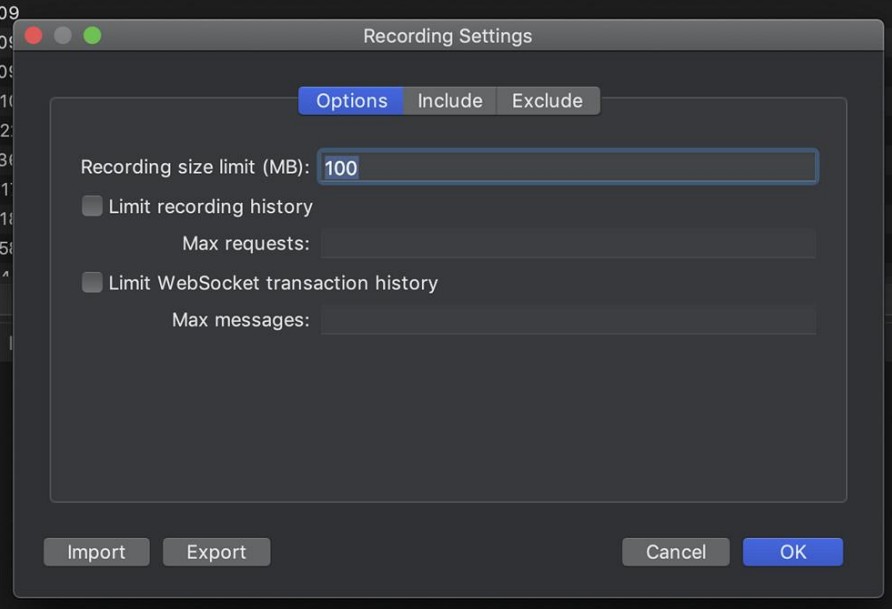 09
Recording Settings
Options Include Exclude
Recording size limit (MB): 100
Limit recording history
Max requests:
Limit WebSocket transaction history
Max messages:
Import Export Cancel OK